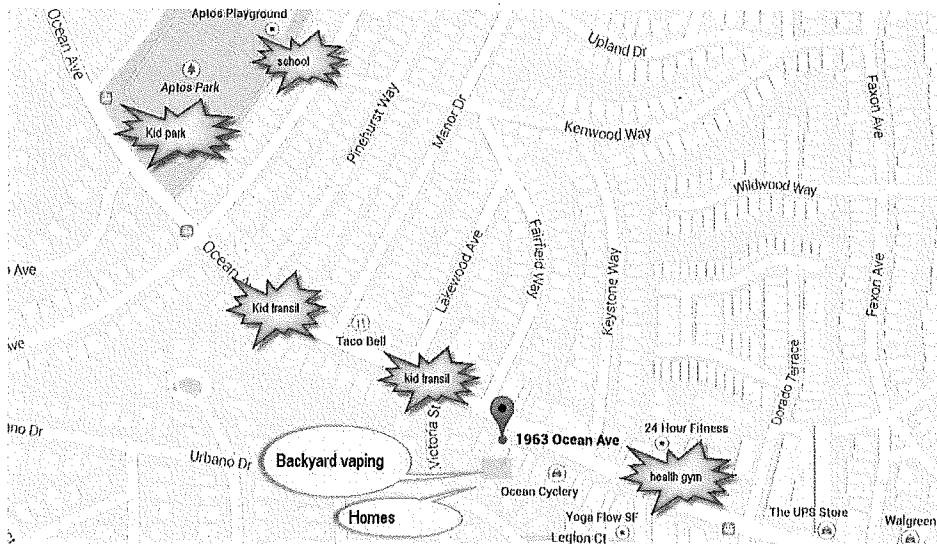 Ocean Ave
Aptos Playground
school
Aptos Park
Kid park
Pinehurst Way
Manor Dr
Upland Dr
Kenwood Way
Faxon Ave
Wildwood Way
Ocean
Kid transil
Lakewood Ave
Fairfield Way
Keystone Way
Faxon Ave
Ave
Taco Bell
kid transil
Victoria St
1963 Ocean Ave
Dorado Terrace
24 Hour Fitness
Urbano Dr
Backyard vaping
health gym
Ocean Cyclery
Homes
Yoga Flow SF
Legion Ct
The UPS Store
Walgreen